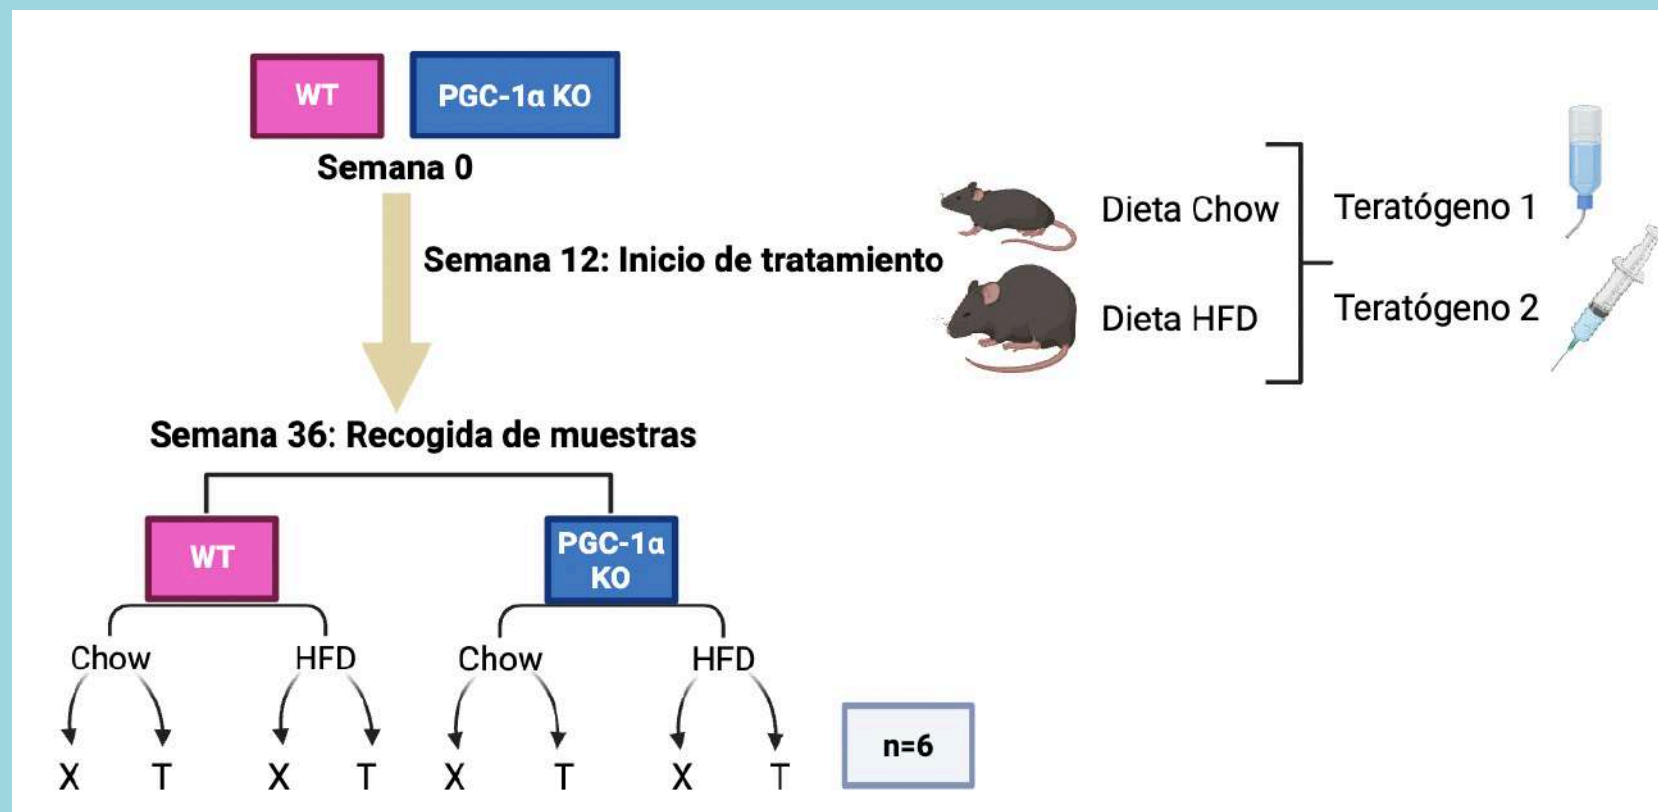 WT
PGC-1α KO
Semana 0
Semana 12: Inicio de tratamiento
Dieta Chow
Dieta HFD
Teratógeno 1
Teratógeno 2
Semana 36: Recogida de muestras
WT
PGC-1α
KO
Chow
HFD
Chow
HFD
X
T
X
T
X
T
X
T
n=6